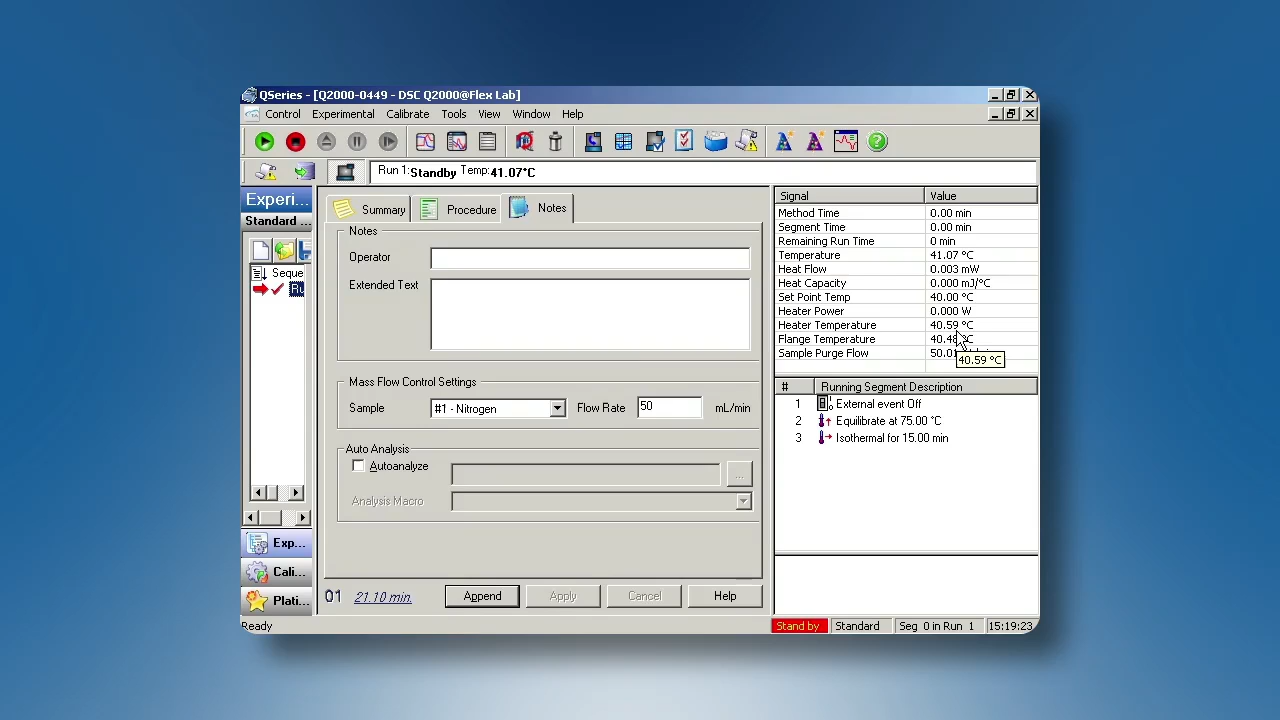 QSeries - [Q2000-0449 - DSC Q2000@Flex Lab]
Control Experimental Calibrate Tools View Window Help
Run 1: Standby Temp: 41.07°C
Experi...
Standard ...
Seque
Ru
Summary Procedure Notes
Notes
Operator
Extended Text
Mass Flow Control Settings
Sample #1 - Nitrogen Flow Rate 50 mL/min
Auto Analysis
Autoanalyze ...
Analysis Macro
01 21.10 min. Append Apply Cancel Help
Exp...
Cali...
Plati...
Signal Value
Method Time 0.00 min
Segment Time 0.00 min
Remaining Run Time 0 min
Temperature 41.07 °C
Heat Flow 0.003 mW
Heat Capacity 0.000 mJ/°C
Set Point Temp 40.00 °C
Heater Power 0.000 W
Heater Temperature 40.59 °C
Flange Temperature 40.48 °C
Sample Purge Flow
40.59 °C
# Running Segment Description
1 External event Off
2 Equilibrate at 75.00 °C
3 Isothermal for 15.00 min
Ready Stand by Standard Seg 0 in Run 1 15:19:23